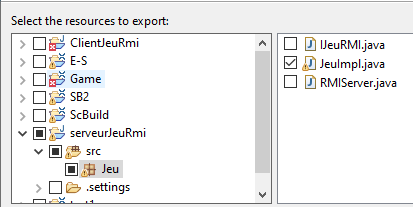 Select the resources to export:
ClientJeuRmi
E-S
Game
SB2
ScBuild
serveurJeuRmi
src
Jeu
.settings
IJeuRMI.java
JeuImpl.java
RMIServer.java